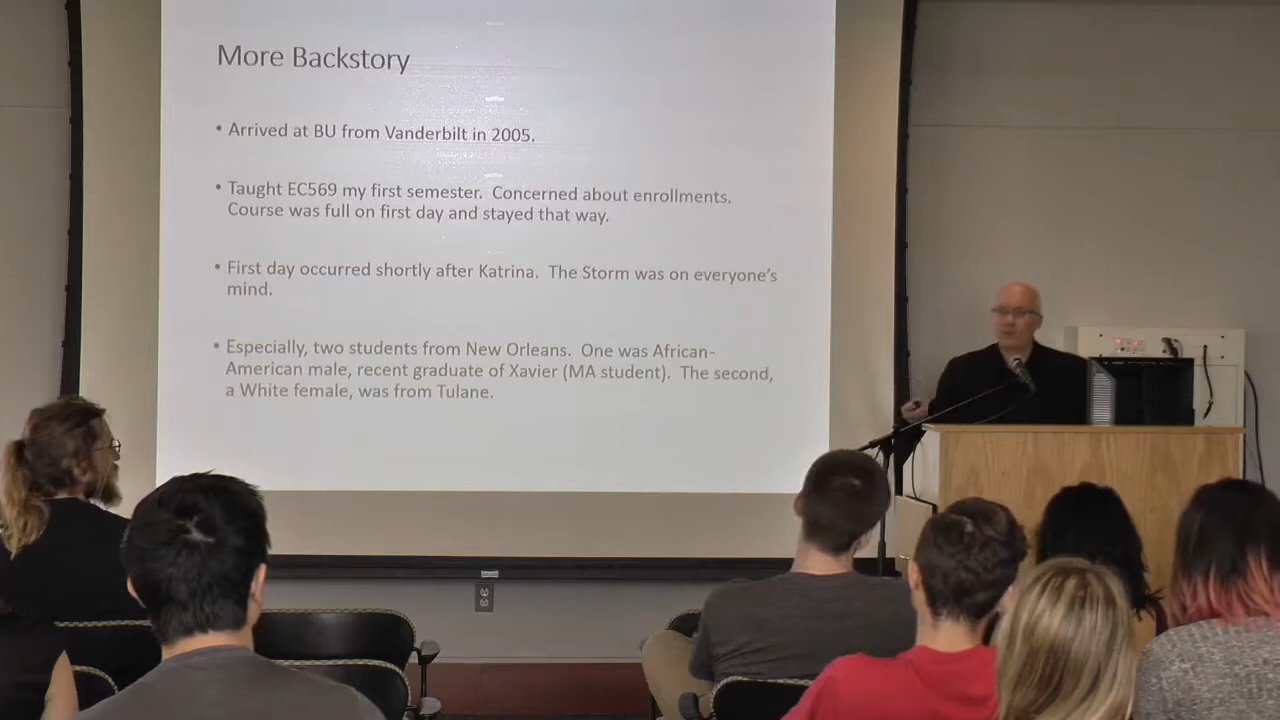 More Backstory
• Arrived at BU from Vanderbilt in 2005.
• Taught EC569 my first semester.  Concerned about enrollments.
Course was full on first day and stayed that way.
• First day occurred shortly after Katrina.  The Storm was on everyone's
mind.
• Especially, two students from New Orleans.  One was African-
American male, recent graduate of Xavier (MA student).  The second,
a White female, was from Tulane.